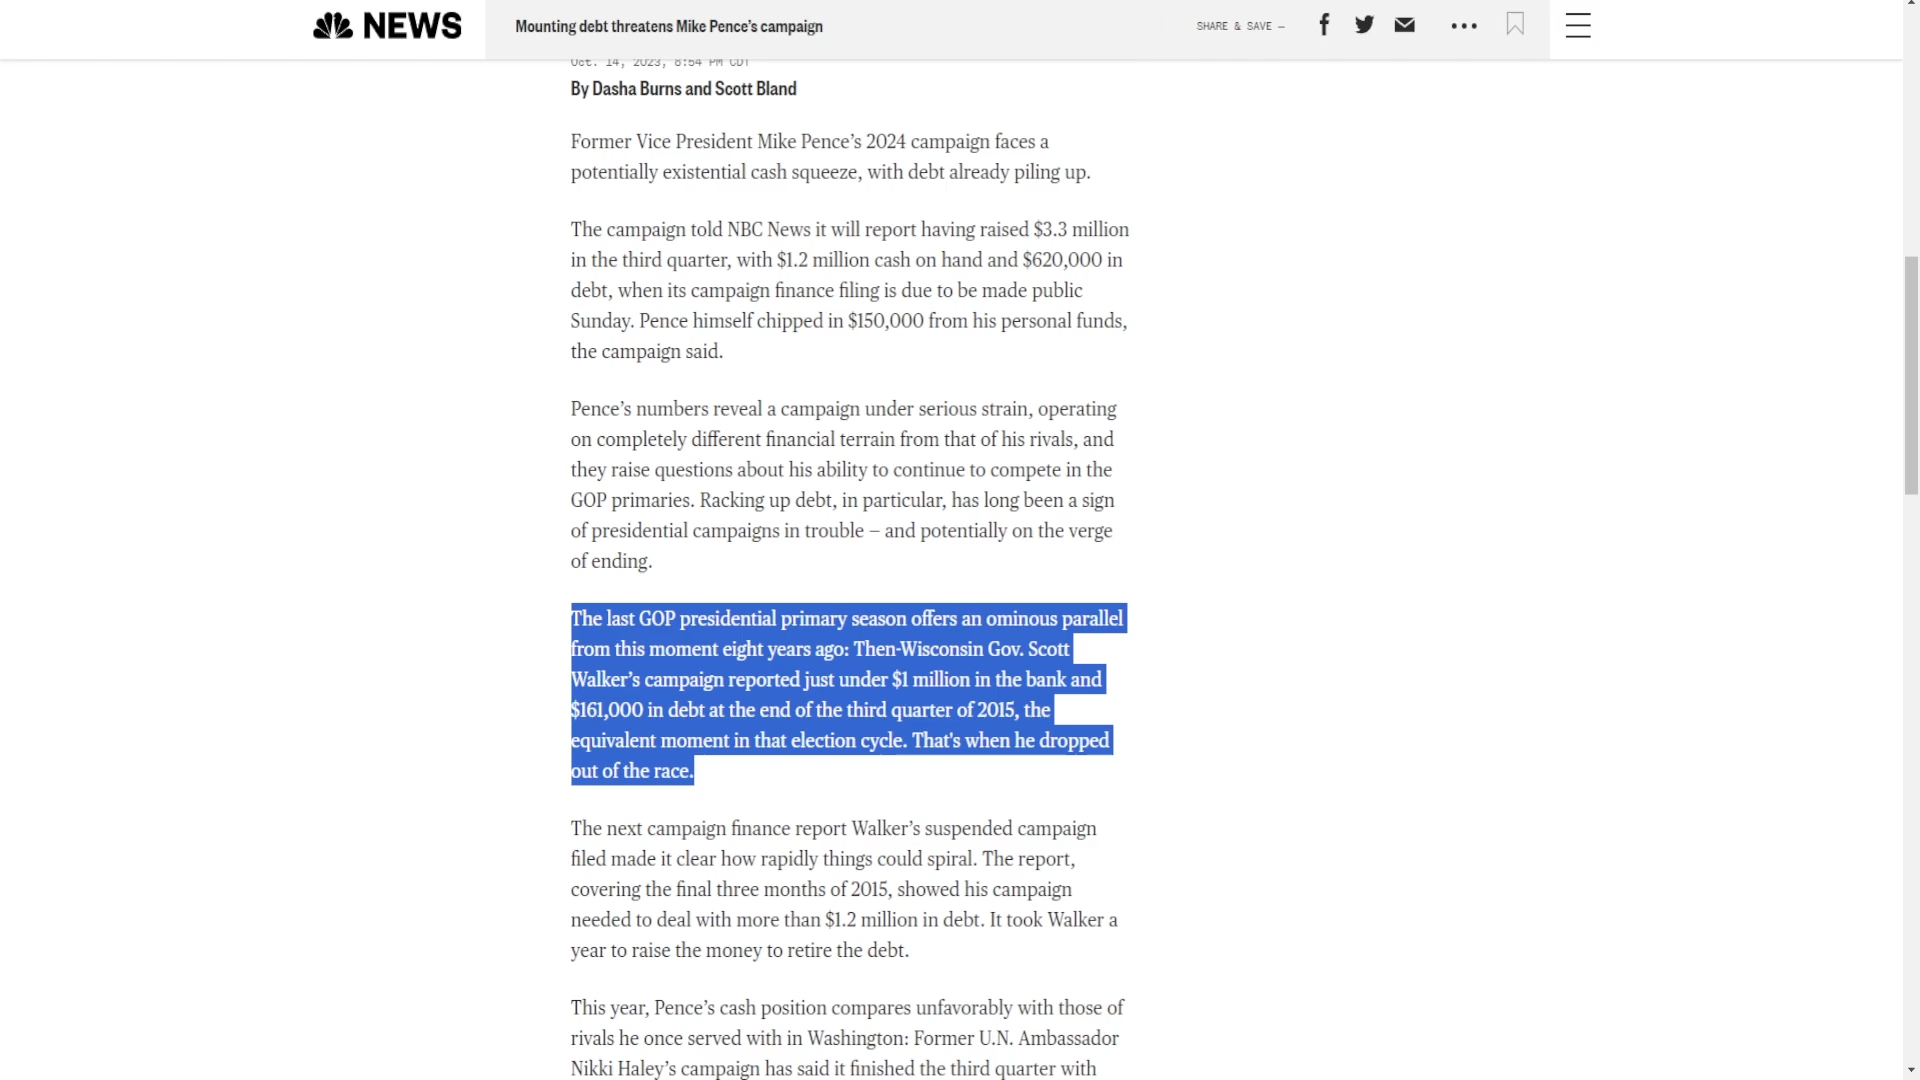 NEWS
Mounting debt threatens Mike Pence’s campaign
SHARE & SAVE —
Oct. 14, 2023, 8:54 PM CDT
By Dasha Burns and Scott Bland
Former Vice President Mike Pence’s 2024 campaign faces a
potentially existential cash squeeze, with debt already piling up.
The campaign told NBC News it will report having raised $3.3 million
in the third quarter, with $1.2 million cash on hand and $620,000 in
debt, when its campaign finance filing is due to be made public
Sunday. Pence himself chipped in $150,000 from his personal funds,
the campaign said.
Pence’s numbers reveal a campaign under serious strain, operating
on completely different financial terrain from that of his rivals, and
they raise questions about his ability to continue to compete in the
GOP primaries. Racking up debt, in particular, has long been a sign
of presidential campaigns in trouble – and potentially on the verge
of ending.
The last GOP presidential primary season offers an ominous parallel
from this moment eight years ago: Then-Wisconsin Gov. Scott
Walker’s campaign reported just under $1 million in the bank and
$161,000 in debt at the end of the third quarter of 2015, the
equivalent moment in that election cycle. That's when he dropped
out of the race.
The next campaign finance report Walker’s suspended campaign
filed made it clear how rapidly things could spiral. The report,
covering the final three months of 2015, showed his campaign
needed to deal with more than $1.2 million in debt. It took Walker a
year to raise the money to retire the debt.
This year, Pence’s cash position compares unfavorably with those of
rivals he once served with in Washington: Former U.N. Ambassador
Nikki Haley’s campaign has said it finished the third quarter with